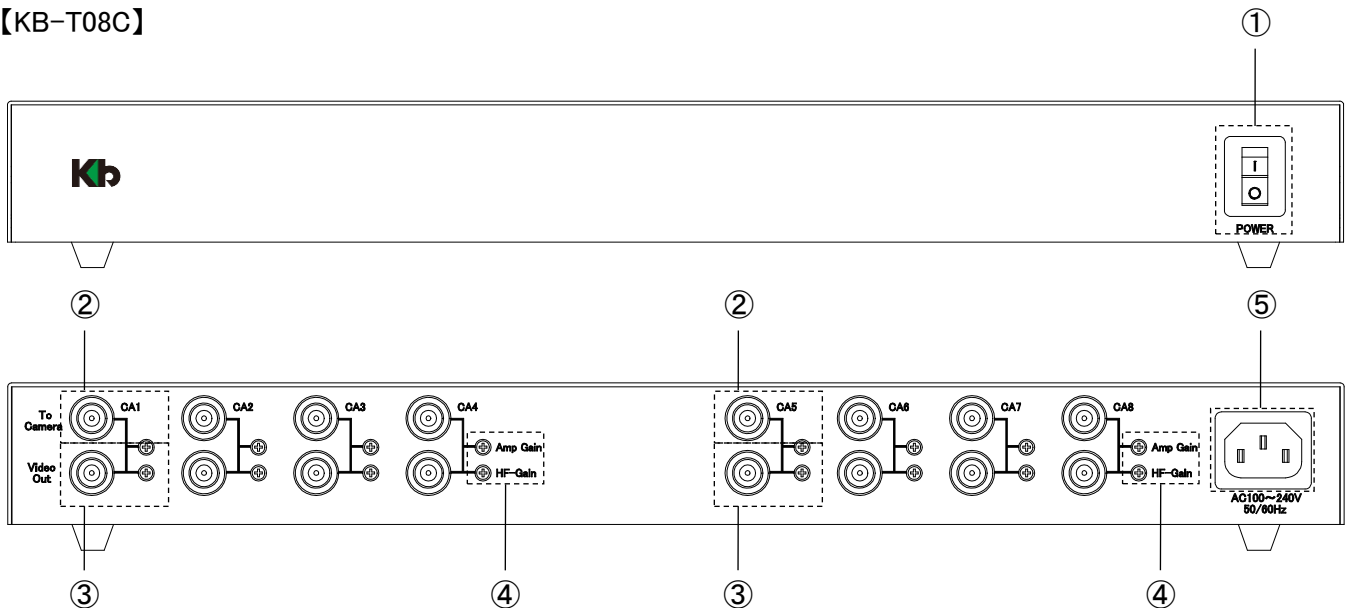 【KB-T08C】
①
Kb
I
O
POWER
② ② ⑤
To Camera
CA1 CA2 CA3 CA4 CA5 CA6 CA7 CA8
Amp Gain Amp Gain
Video Out
HF-Gain HF-Gain
AC100～240V
50/60Hz
③ ④ ③ ④